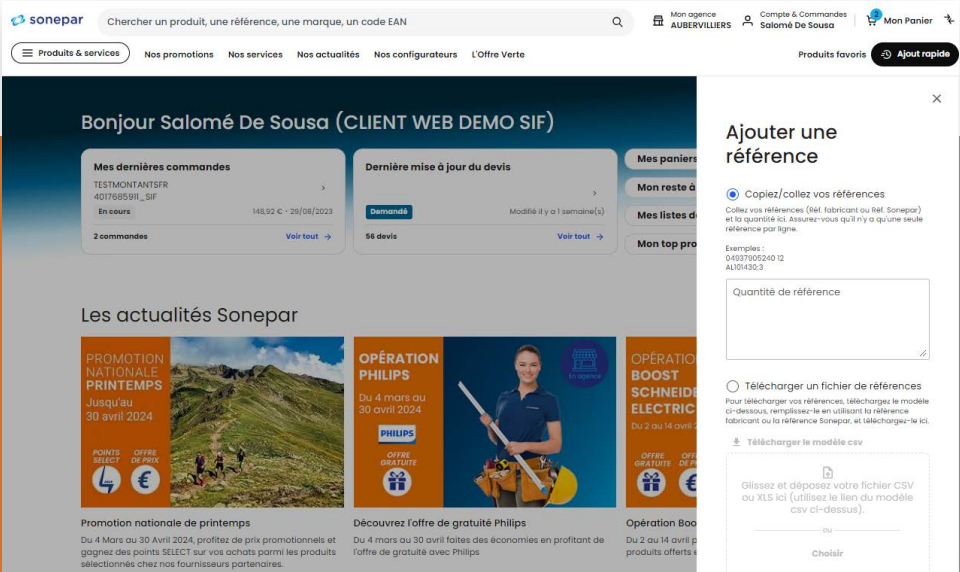 sonepar
Chercher un produit, une référence, une marque, un code EAN
Mon agence
AUBERVILLIERS
Compte & Commandes
Salomé De Sousa
2
Mon Panier
Produits & services
Nos promotions
Nos services
Nos actualités
Nos configurateurs
L'Offre Verte
Produits favoris
Ajout rapide
Bonjour Salomé De Sousa (CLIENT WEB DEMO SIF)
Mes dernières commandes
TESTMONTANTSFR
4017685911_SIF
En cours
148,92 € - 29/08/2023
2 commandes
Voir tout
Dernière mise à jour du devis
Demandé
Modifié il y a 1 semaine(s)
56 devis
Voir tout
Mes paniers
Mon reste à
Mes listes d
Mon top pro
Les actualités Sonepar
PROMOTION
NATIONALE
PRINTEMPS
Jusqu'au
30 avril 2024
POINTS
SELECT
OFFRE
DE PRIX
€
Promotion nationale de printemps
Du 4 Mars au 30 Avril 2024, profitez de prix promotionnels et
gagnez des points SELECT sur vos achats parmi les produits
sélectionnés chez nos fournisseurs partenaires.
OPÉRATION
PHILIPS
Du 4 mars au
30 avril 2024
PHILIPS
OFFRE
GRATUITE
En agence
Découvrez l'offre de gratuité Philips
Du 4 mars au 30 avril faites des économies en profitant de
l'offre de gratuité avec Philips
OPÉRATIO
BOOST
SCHNEIDE
ELECTRIC
Du 2 au 14 avril 2
OFFRE
GRATUITE
OFF
DE P
€
Opération Boo
Du 2 au 14 avril p
produits offerts e
Ajouter une
référence
Copiez/collez vos références
Collez vos références (Réf. fabricant ou Réf. Sonepar)
et la quantité ici. Assurez-vous qu'il n'y a qu'une seule
référence par ligne.
Exemples :
04937905240 12
AL101430;3
Quantité de référence
Télécharger un fichier de références
Pour télécharger vos références, téléchargez le modèle
ci-dessous, remplissez-le en utilisant la référence
fabricant ou la référence Sonepar, et téléchargez-le ici.
Télécharger le modèle csv
Glissez et déposez votre fichier CSV
ou XLS ici (utilisez le lien du modèle
csv ci-dessus).
ou
Choisir